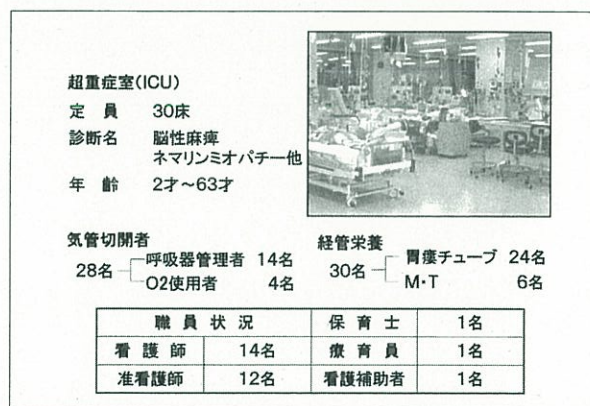 超重症室(ICU)
定 員 30床
診断名 脳性麻痺
ネマリンミオパチー他
年 齢 2才～63才
気管切開者
28名 呼吸器管理者 14名
O2使用者 4名
経管栄養
30名 胃瘻チューブ 24名
M・T 6名
職員状況 保育士 1名
看護師 14名 療育員 1名
准看護師 12名 看護補助者 1名